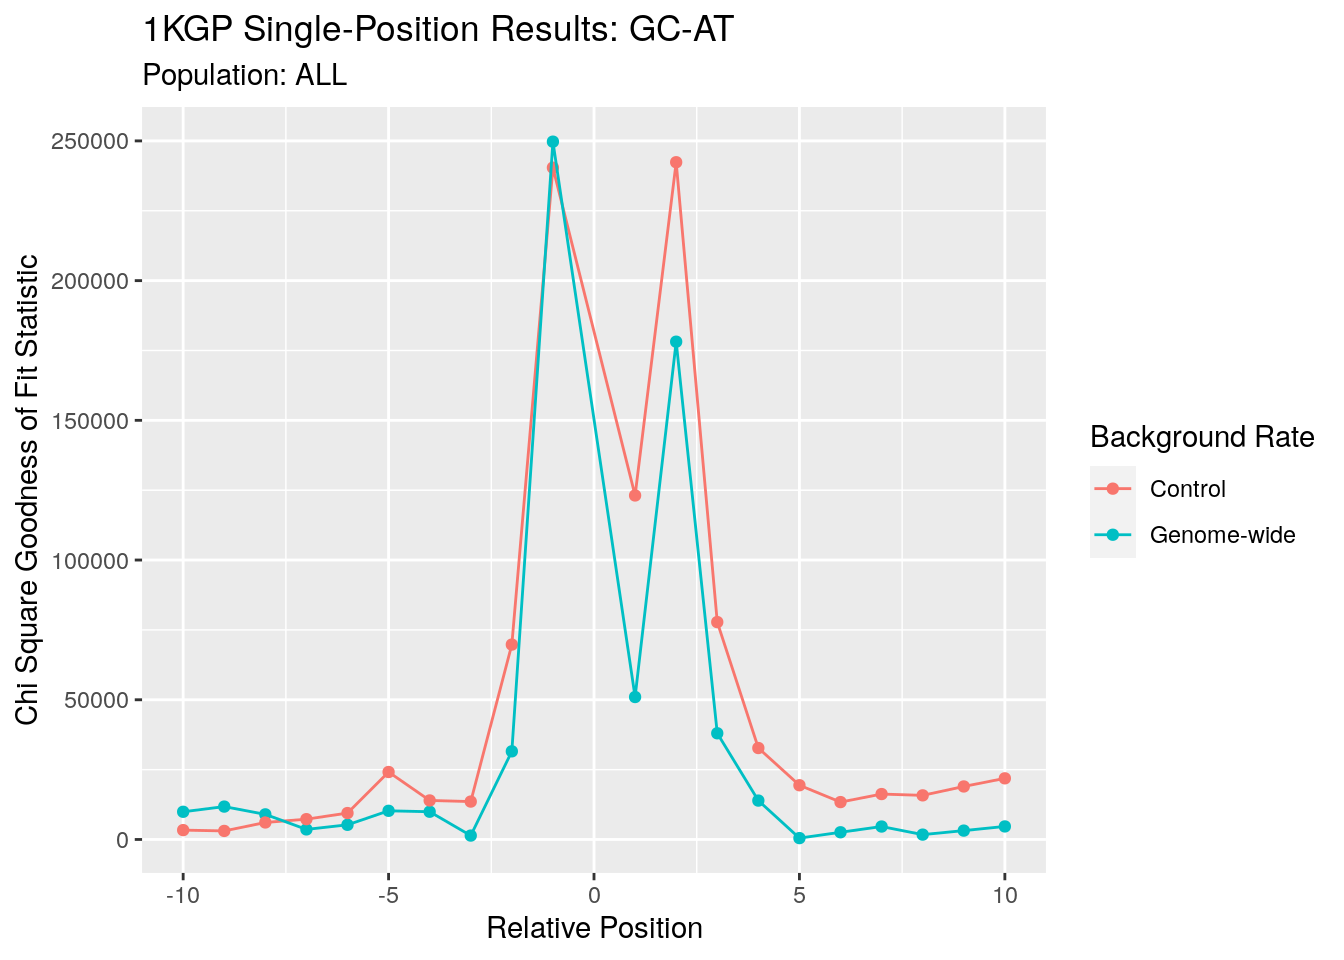 1KGP Single-Position Results: GC-AT
Population: ALL
Chi Square Goodness of Fit Statistic
250000
200000
150000
100000
50000
0
-10
-5
0
5
10
Relative Position
Background Rate
Control
Genome-wide